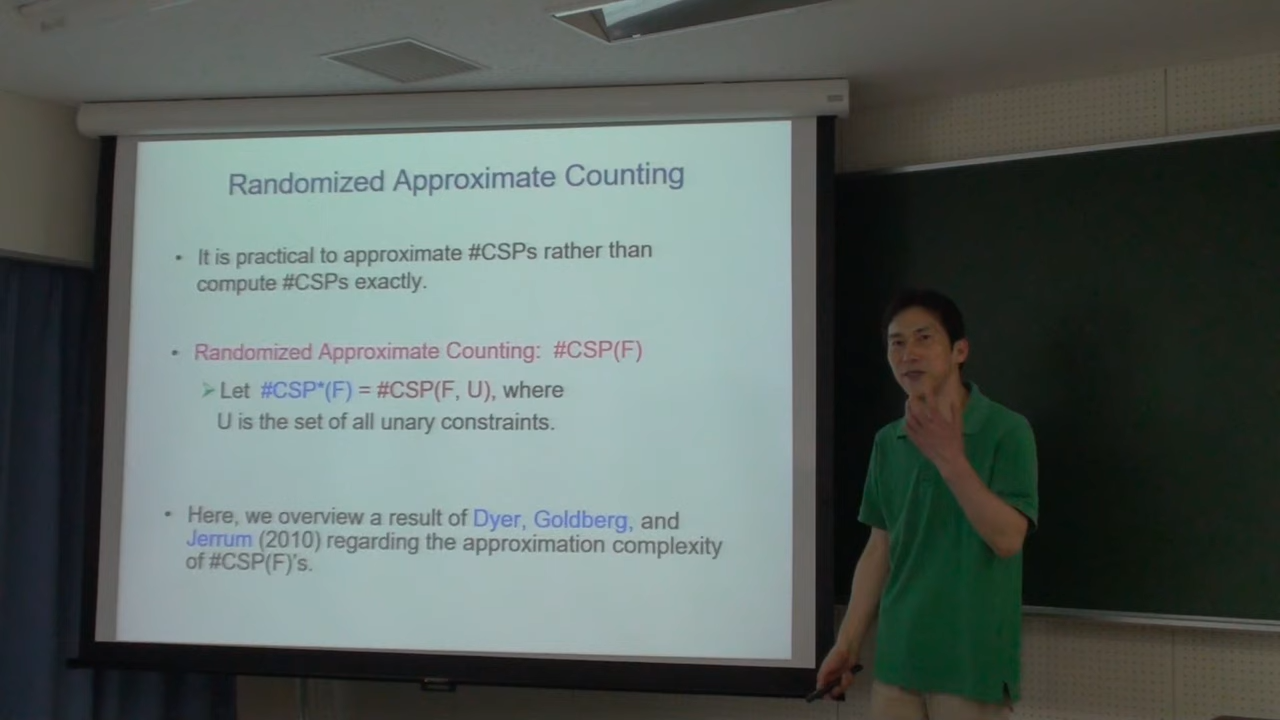 Randomized Approximate Counting
• It is practical to approximate #CSPs rather than
compute #CSPs exactly.
• Randomized Approximate Counting: #CSP(F)
➢ Let #CSP*(F) = #CSP(F, U), where
U is the set of all unary constraints.
• Here, we overview a result of Dyer, Goldberg, and
Jerrum (2010) regarding the approximation complexity
of #CSP(F)'s.